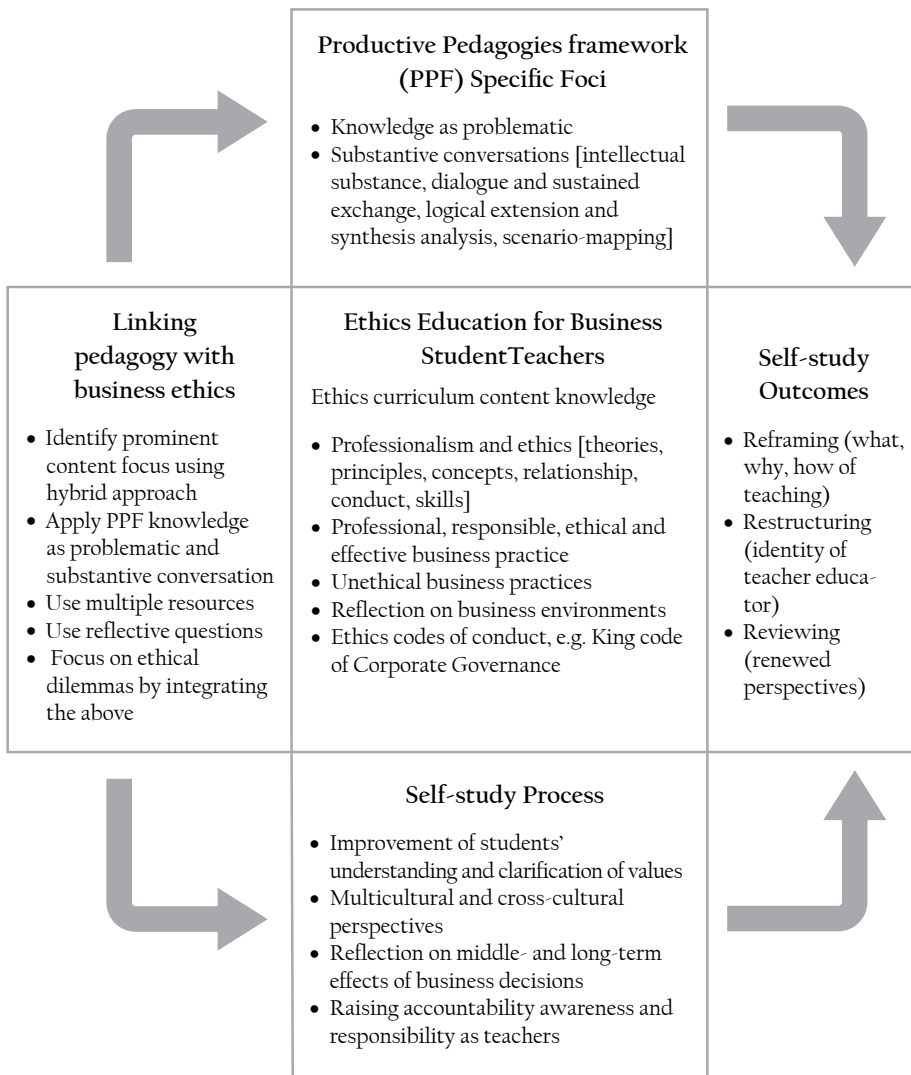 Productive Pedagogies framework
(PPF) Specific Foci
• Knowledge as problematic
• Substantive conversations [intellectual
substance, dialogue and sustained
exchange, logical extension and
synthesis analysis, scenario-mapping]
Linking
pedagogy with
business ethics
• Identify prominent
content focus using
hybrid approach
• Apply PPF knowledge
as problematic and
substantive conversation
• Use multiple resources
• Use reflective questions
• Focus on ethical
dilemmas by integrating
the above
Ethics Education for Business
StudentTeachers
Ethics curriculum content knowledge
• Professionalism and ethics [theories,
principles, concepts, relationship,
conduct, skills]
• Professional, responsible, ethical and
effective business practice
• Unethical business practices
• Reflection on business environments
• Ethics codes of conduct, e.g. King code
of Corporate Governance
Self-study
Outcomes
• Reframing (what,
why, how of
teaching)
• Restructuring
(identity of
teacher educa-
tor)
• Reviewing
(renewed
perspectives)
Self-study Process
• Improvement of students’
understanding and clarification of values
• Multicultural and cross-cultural
perspectives
• Reflection on middle- and long-term
effects of business decisions
• Raising accountability awareness and
responsibility as teachers